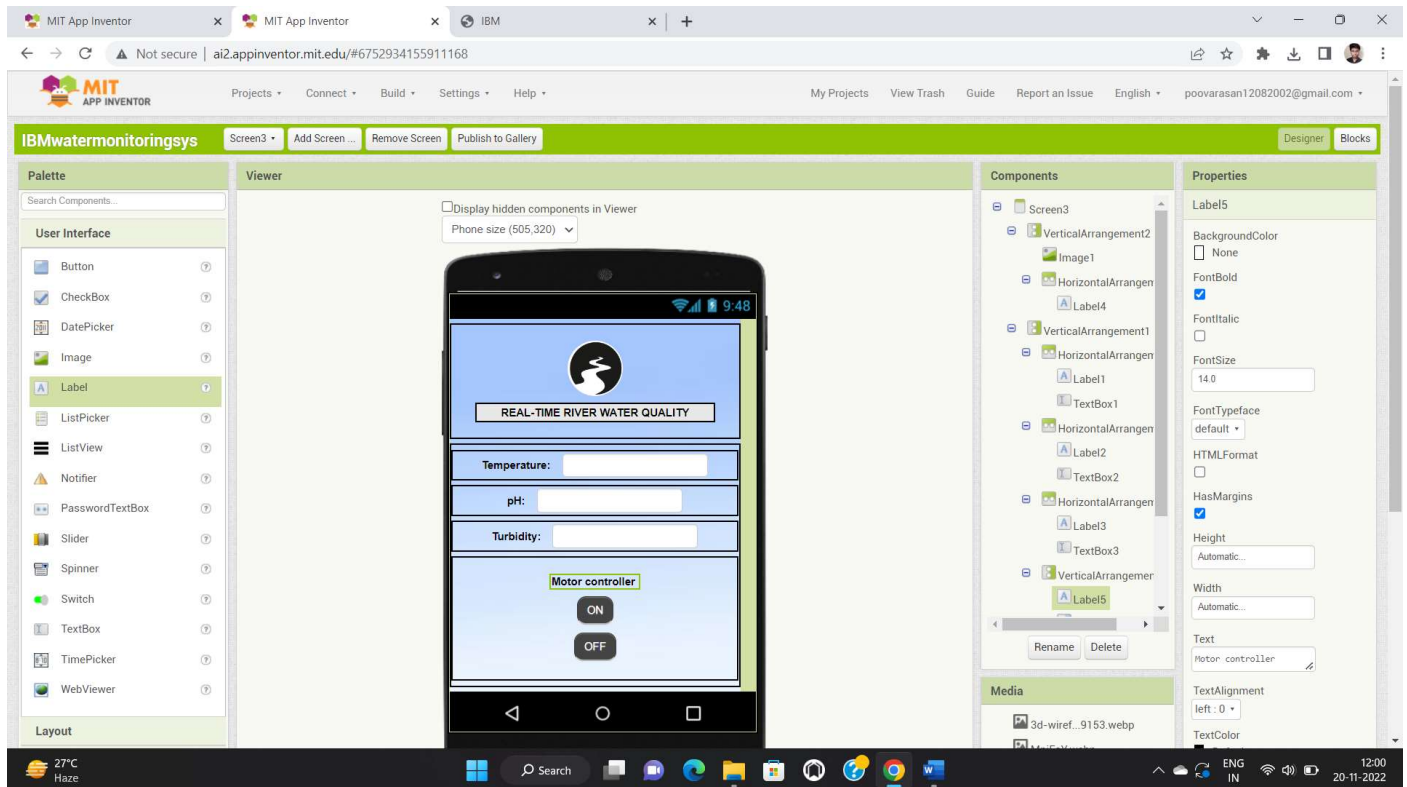 MIT App Inventor
MIT App Inventor
IBM
Not secure
ai2.appinventor.mit.edu/#6752934155911168
MIT
APP INVENTOR
Projects
Connect
Build
Settings
Help
My Projects
View Trash
Guide
Report an Issue
English
poovarasan12082002@gmail.com
IBMwatermonitoringsys
Screen3
Add Screen ...
Remove Screen
Publish to Gallery
Designer
Blocks
Palette
Search Components...
User Interface
Button
CheckBox
DatePicker
Image
Label
ListPicker
ListView
Notifier
PasswordTextBox
Slider
Spinner
Switch
TextBox
TimePicker
WebViewer
Layout
Viewer
Display hidden components in Viewer
Phone size (505,320)
9:48
REAL-TIME RIVER WATER QUALITY
Temperature:
pH:
Turbidity:
Motor controller
ON
OFF
Components
Screen3
VerticalArrangement2
Image1
HorizontalArrangem
Label4
VerticalArrangement1
HorizontalArrangem
Label1
TextBox1
HorizontalArrangem
Label2
TextBox2
HorizontalArrangem
Label3
TextBox3
VerticalArrangemer
Label5
Rename
Delete
Media
3d-wiref...9153.webp
Properties
Label5
BackgroundColor
None
FontBold
FontItalic
FontSize
14.0
FontTypeface
default
HTMLFormat
HasMargins
Height
Automatic...
Width
Automatic...
Text
Motor controller
TextAlignment
left : 0
TextColor
27°C
Haze
Search
ENG
IN
12:00
20-11-2022